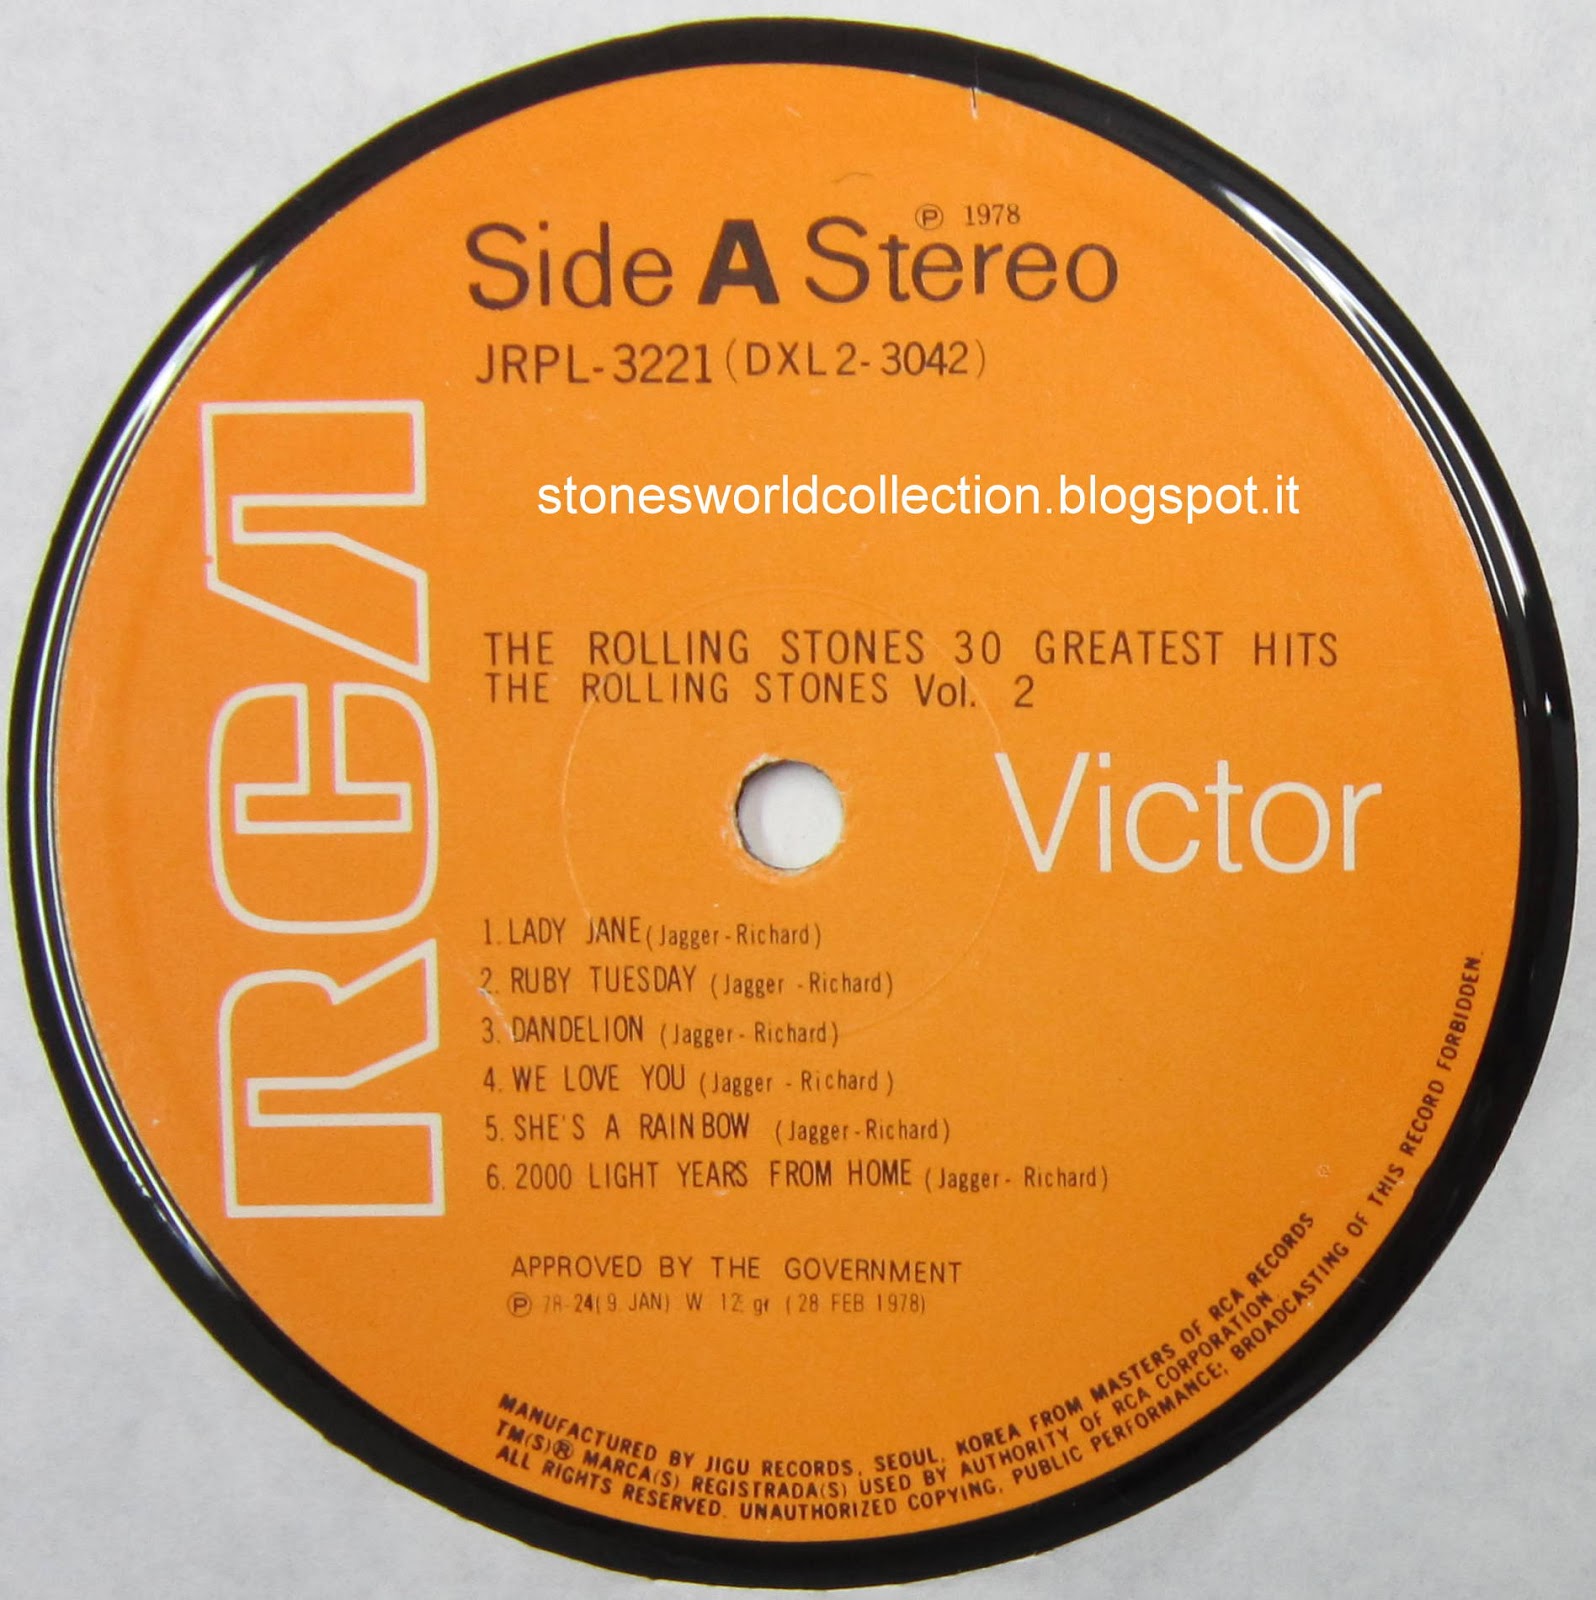 ℗ 1978
Side A Stereo
JRPL-3221 (DXL2-3042)
stonesworldcollection.blogspot.it
THE ROLLING STONES 30 GREATEST HITS
THE ROLLING STONES Vol. 2
RCA
Victor
1. LADY JANE (Jagger-Richard)
2. RUBY TUESDAY (Jagger -Richard)
3. DANDELION (Jagger-Richard)
4. WE LOVE YOU (Jagger -Richard)
5. SHE'S A RAINBOW (Jagger-Richard)
6. 2000 LIGHT YEARS FROM HOME (Jagger- Richard)
APPROVED BY THE GOVERNMENT
℗ 78-24(9 JAN) W 12 gr (28 FEB 1978)
MANUFACTURED BY JIGU RECORDS, SEOUL, KOREA FROM MASTERS OF RCA RECORDS
TM(S)® MARCA(S) REGISTRADA(S) USED BY AUTHORITY OF RCA CORPORATION
ALL RIGHTS RESERVED. UNAUTHORIZED COPYING, PUBLIC PERFORMANCE; BROADCASTING OF THIS RECORD FORBIDDEN.